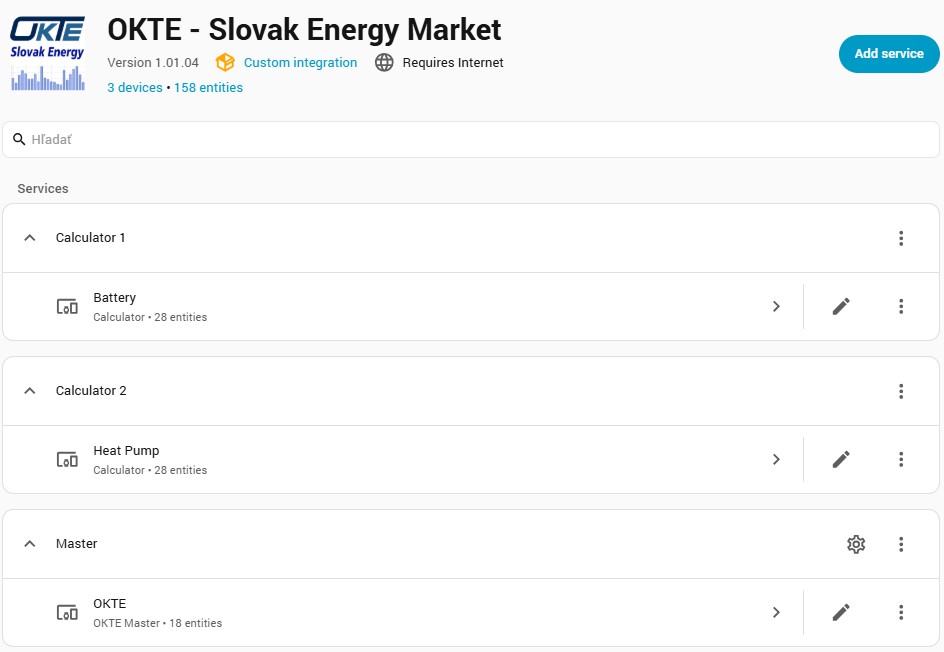 OKTE
Slovak Energy
OKTE - Slovak Energy Market
Version 1.01.04 Custom integration Requires Internet
3 devices • 158 entities
Add service
Hľadať
Services
Calculator 1
Battery
Calculator • 28 entities
Calculator 2
Heat Pump
Calculator • 28 entities
Master
OKTE
OKTE Master • 18 entities